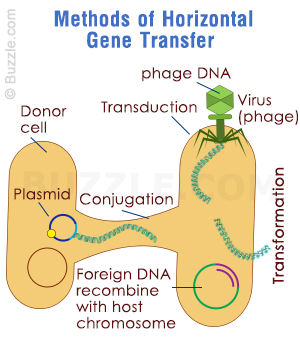 Methods of Horizontal
Gene Transfer
© Buzzle.com
phage DNA
Transduction
Virus
(phage)
Donor
cell
BUZZLE.COM
Plasmid
Conjugation
Transformation
Foreign DNA
recombine
with host
chromosome